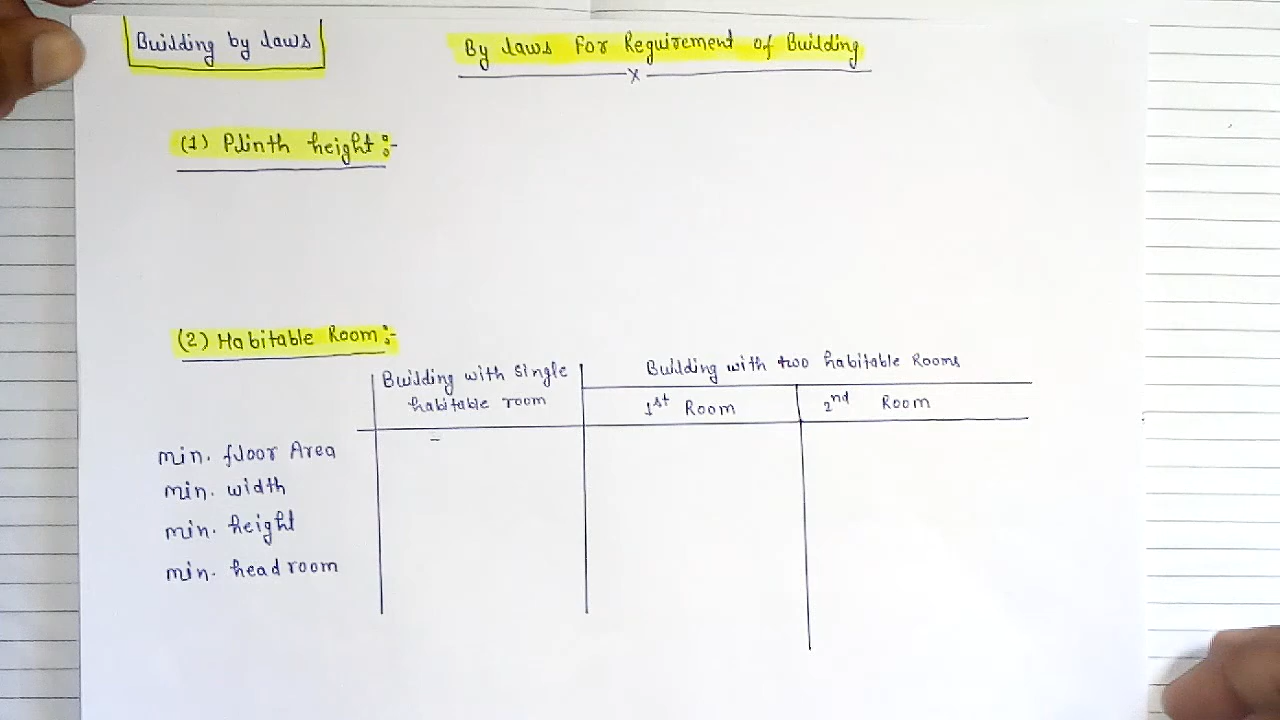 Building by laws
By laws For Requirement of Building
x
(1) Plinth height :-
(2) Habitable Room :-
Building with Single habitable room
Building with two habitable Rooms
1st Room
2nd Room
min. floor Area
min. width
min. height
min. head room